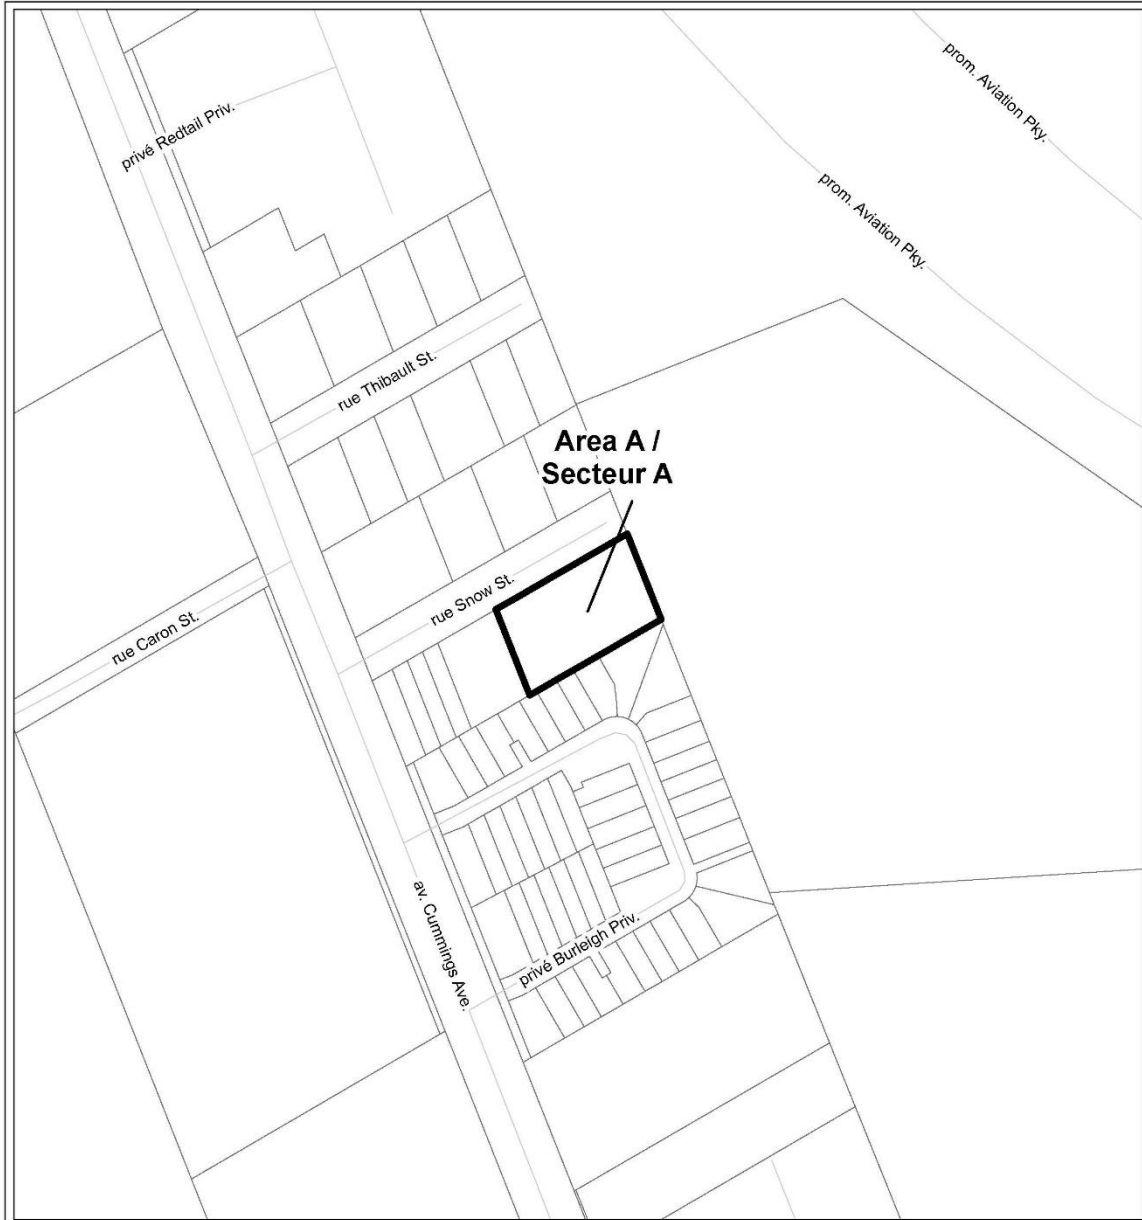 prom. Aviation Pky.
privé Redtail Priv.
prom. Aviation Pky.
rue Thibault St.
Area A /
Secteur A
rue Snow St.
rue Caron St.
av. Cummings Ave.
privé Burleigh Priv.